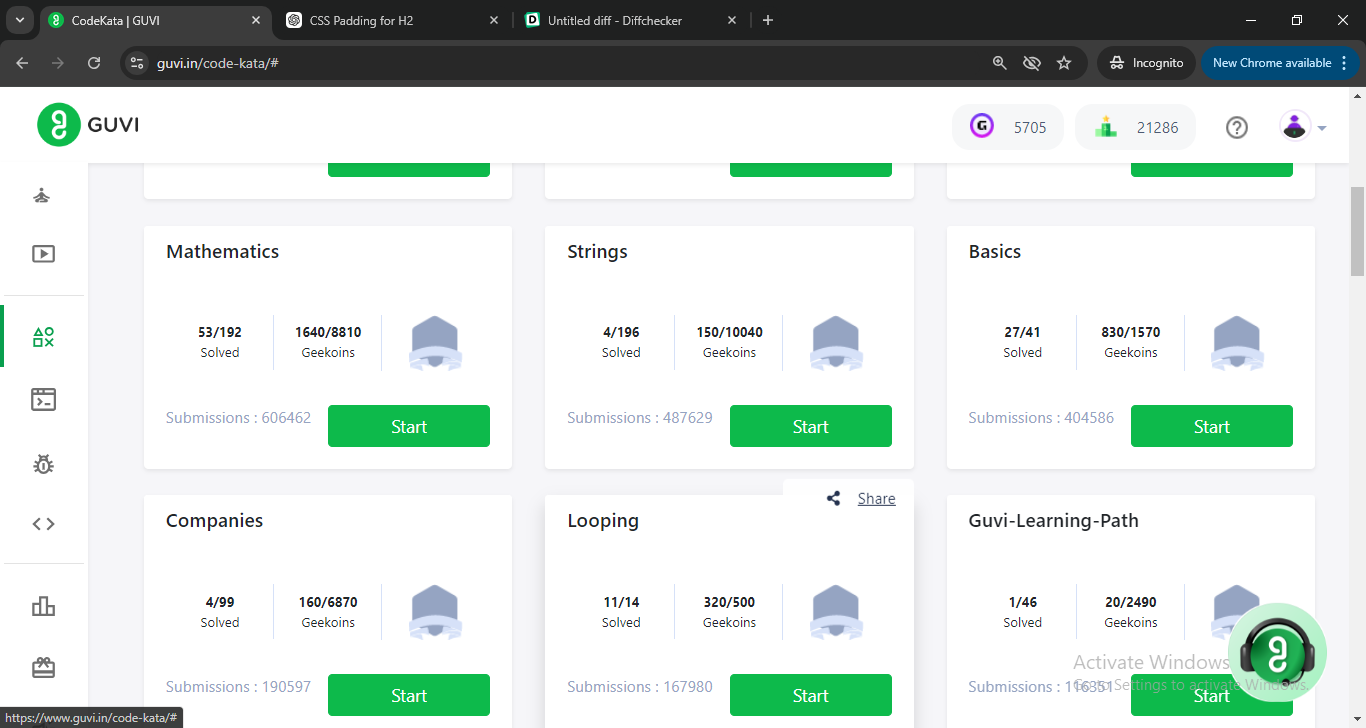 CodeKata | GUVI
CSS Padding for H2
Untitled diff - Diffchecker
guvi.in/code-kata/#
Incognito
New Chrome available
GUVI
G
5705
21286
Mathematics
53/192
Solved
1640/8810
Geekoins
Submissions : 606462
Start
Strings
4/196
Solved
150/10040
Geekoins
Submissions : 487629
Start
Basics
27/41
Solved
830/1570
Geekoins
Submissions : 404586
Start
Companies
4/99
Solved
160/6870
Geekoins
Submissions : 190597
Start
Share
Looping
11/14
Solved
320/500
Geekoins
Submissions : 167980
Start
Guvi-Learning-Path
1/46
Solved
20/2490
Geekoins
Submissions :
Start
Activate Windows
Go to Settings to activate Windows.
https://www.guvi.in/code-kata/#